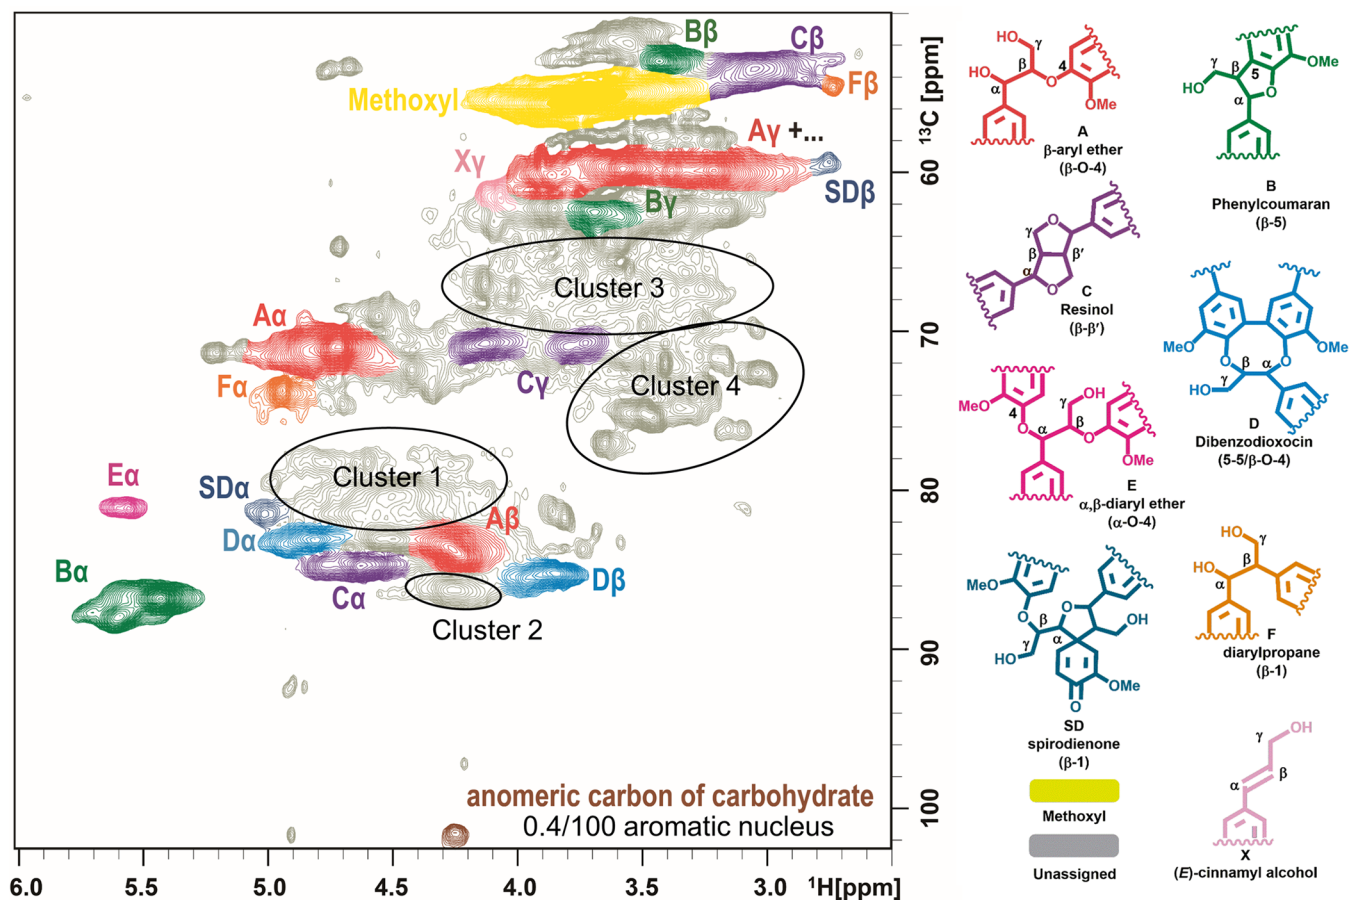 Bβ
Cβ
Fβ
Methoxyl
Aγ +...
Xγ
SDβ
Bγ
Cluster 3
Aα
Cγ
Cluster 4
Fα
Cluster 1
Eα
SDα
Aβ
Dα
Bα
Cα
Dβ
Cluster 2
anomeric carbon of carbohydrate
0.4/100 aromatic nucleus
13C [ppm]
60
70
80
90
100
6.0 5.5 5.0 4.5 4.0 3.5 3.0 1H[ppm]
HO γ
β 4
HO α O OMe
A
β-aryl ether
(β-O-4)
γ β 5 OMe
HO α O
B
Phenylcoumaran
(β-5)
γ O
β β′
α O
C
Resinol
(β-β′)
MeO O O OMe
β α
γ
HO
D
Dibenzodioxocin
(5-5/β-O-4)
MeO 4 γ OH
O α β O OMe
E
α,β-diaryl ether
(α-O-4)
MeO
O β O
γ α OH
HO
OMe
O
SD
spirodienone
(β-1)
HO γ
HO β
α
F
diarylpropane
(β-1)
Methoxyl
Unassigned
γ OH
α β
X
(E)-cinnamyl alcohol